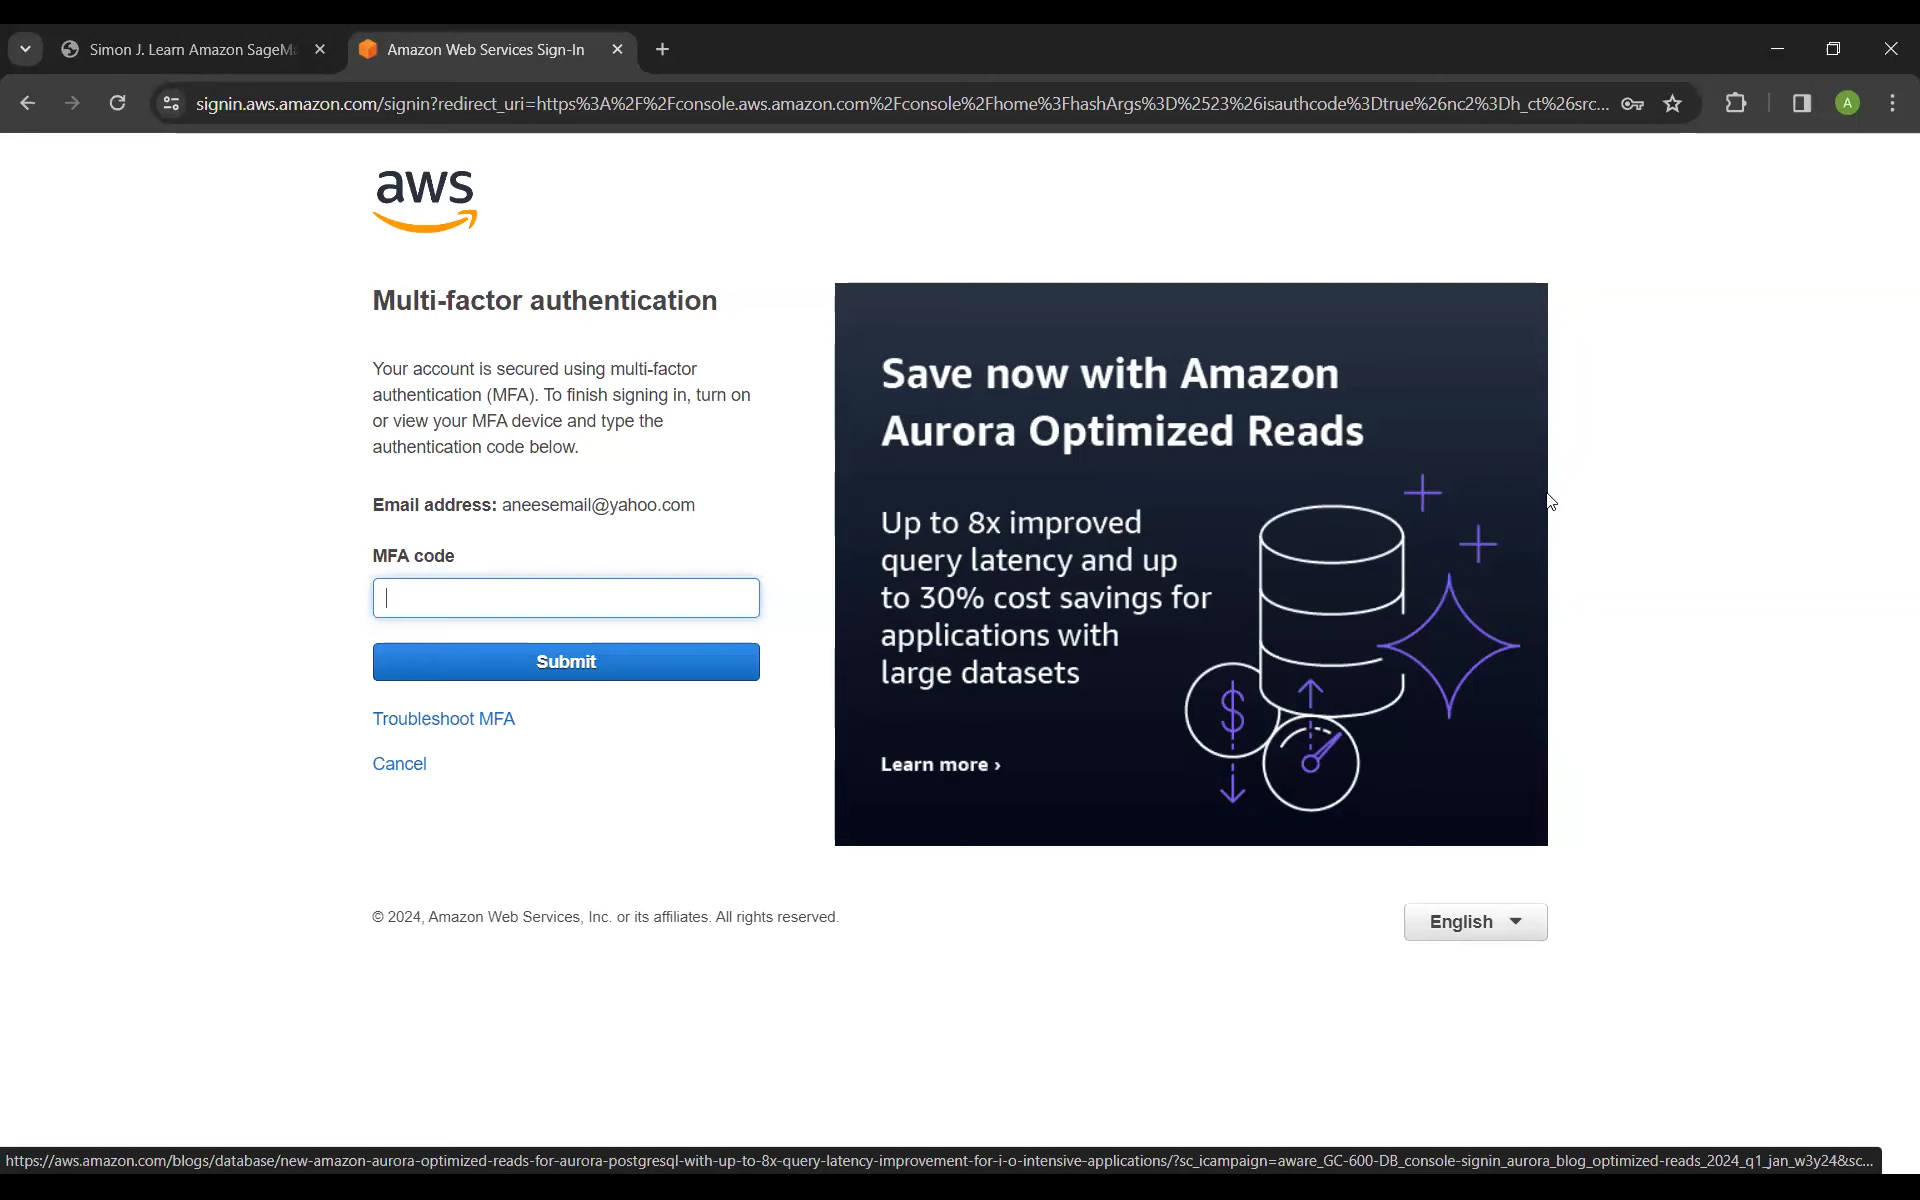 Simon J. Learn Amazon SageMa
Amazon Web Services Sign-In
signin.aws.amazon.com/signin?redirect_uri=https%3A%2F%2Fconsole.aws.amazon.com%2Fconsole%2Fhome%3FhashArgs%3D%2523%26isauthcode%3Dtrue%26nc2%3Dh_ct%26src...
A
aws
Multi-factor authentication
Your account is secured using multi-factor
authentication (MFA). To finish signing in, turn on
or view your MFA device and type the
authentication code below.
Email address: aneesemail@yahoo.com
MFA code
Submit
Troubleshoot MFA
Cancel
Save now with Amazon
Aurora Optimized Reads
Up to 8x improved
query latency and up
to 30% cost savings for
applications with
large datasets
$
Learn more ›
© 2024, Amazon Web Services, Inc. or its affiliates. All rights reserved.
English
https://aws.amazon.com/blogs/database/new-amazon-aurora-optimized-reads-for-aurora-postgresql-with-up-to-8x-query-latency-improvement-for-i-o-intensive-applications/?sc_icampaign=aware_GC-600-DB_console-signin_aurora_blog_optimized-reads_2024_q1_jan_w3y24&sc...